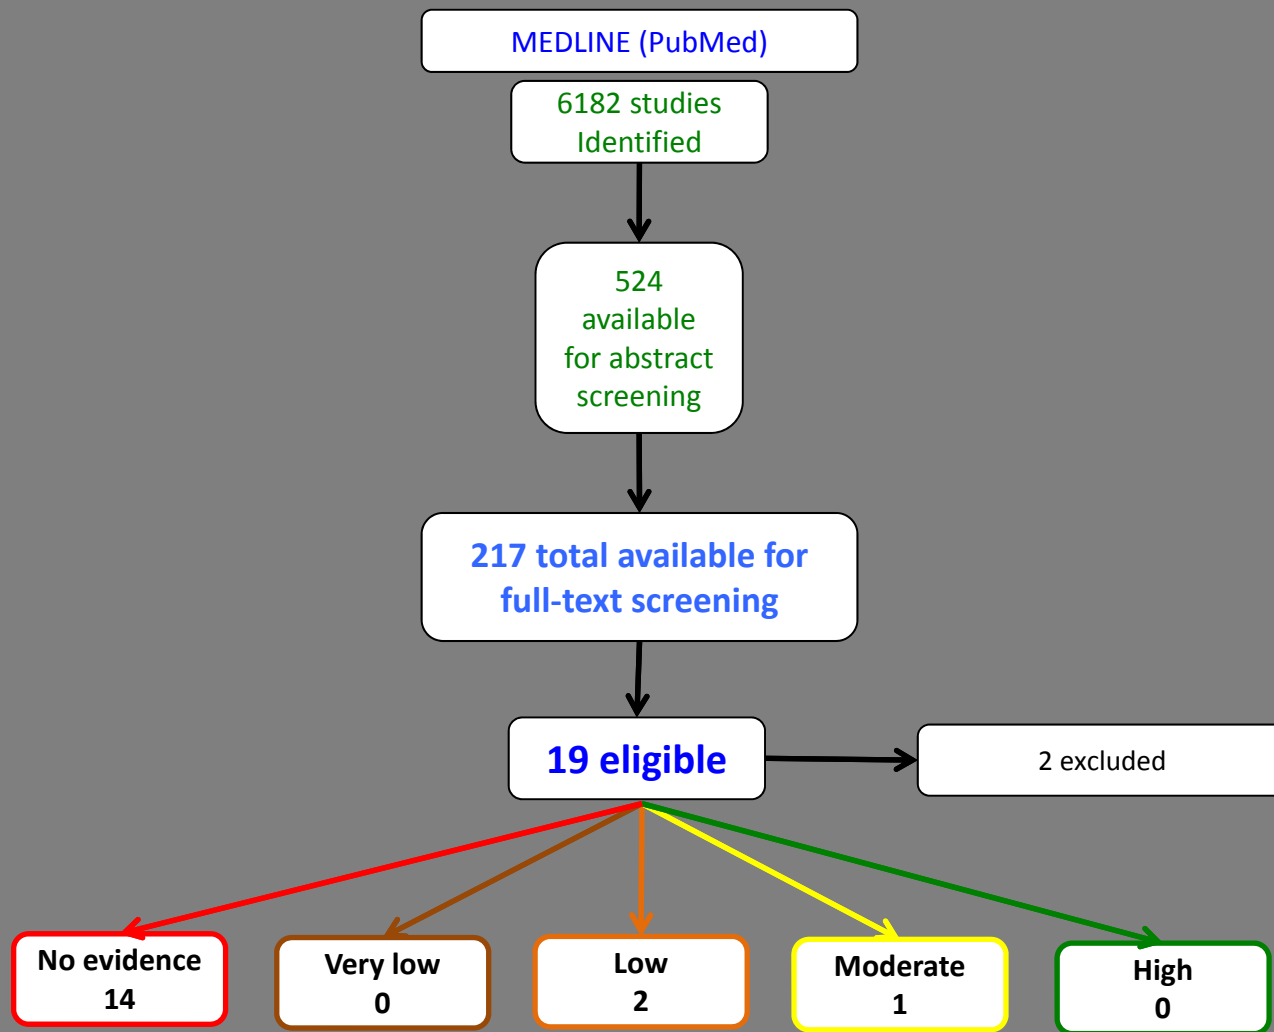 MEDLINE (PubMed)
6182 studies
Identified
524
available
for abstract
screening
217 total available for
full-text screening
19 eligible
2 excluded
No evidence
14
Very low
0
Low
2
Moderate
1
High
0